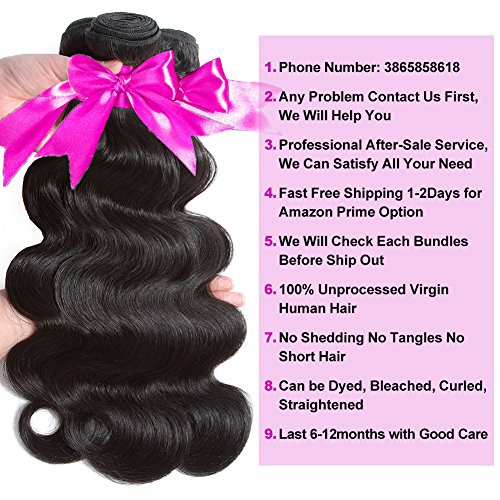 1. Phone Number: 3865858618
2. Any Problem Contact Us First,
We Will Help You
3. Professional After-Sale Service,
We Can Satisfy All Your Need
4. Fast Free Shipping 1-2Days for
Amazon Prime Option
5. We Will Check Each Bundles
Before Ship Out
6. 100% Unprocessed Virgin
Human Hair
7. No Shedding No Tangles No
Short Hair
8. Can be Dyed, Bleached, Curled,
Straightened
9. Last 6-12months with Good Care